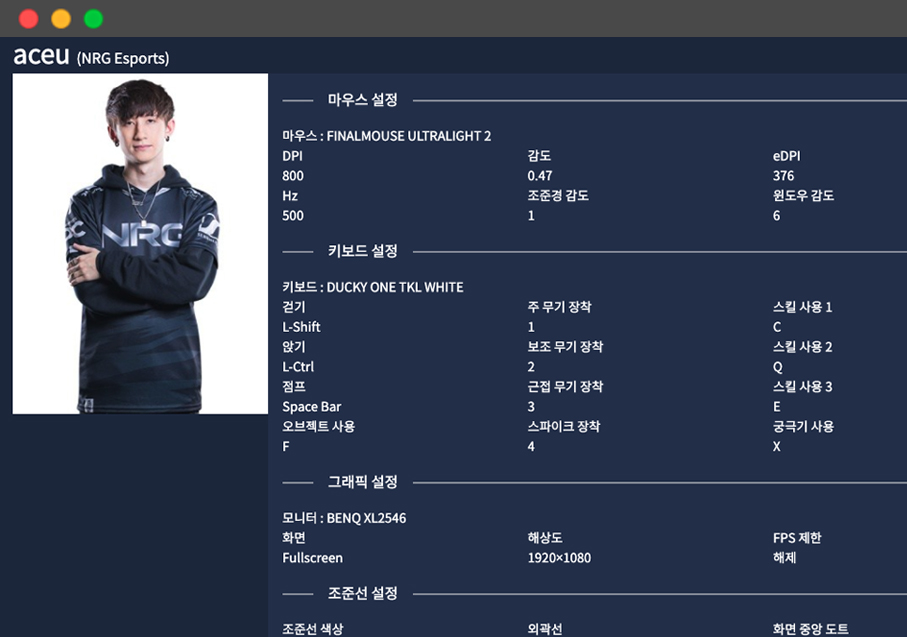 aceu (NRG Esports)
NRG
마우스 설정
마우스 : FINALMOUSE ULTRALIGHT 2
DPI 감도 eDPI
800 0.47 376
Hz 조준경 감도 윈도우 감도
500 1 6
키보드 설정
키보드 : DUCKY ONE TKL WHITE
걷기 주 무기 장착 스킬 사용 1
L-Shift 1 C
앉기 보조 무기 장착 스킬 사용 2
L-Ctrl 2 Q
점프 근접 무기 장착 스킬 사용 3
Space Bar 3 E
오브젝트 사용 스파이크 장착 궁극기 사용
F 4 X
그래픽 설정
모니터 : BENQ XL2546
화면 해상도 FPS 제한
Fullscreen 1920×1080 해제
조준선 설정
조준선 색상 외곽선 화면 중앙 도트